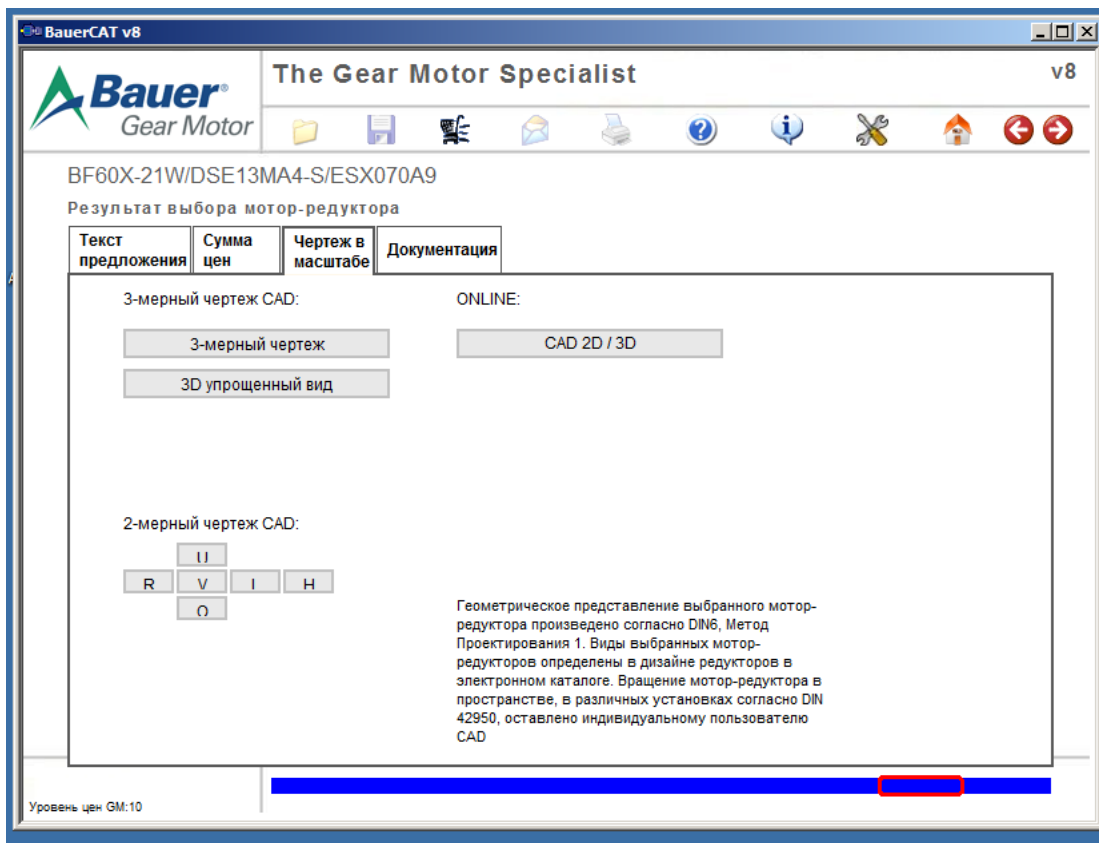 BauerCAT v8
Bauer
Gear Motor
The Gear Motor Specialist
v8
BF60X-21W/DSE13MA4-S/ESX070A9
Результат выбора мотор-редуктора
Текст предложения
Сумма цен
Чертеж в масштабе
Документация
3-мерный чертеж CAD:
ONLINE:
3-мерный чертеж
CAD 2D / 3D
3D упрощенный вид
2-мерный чертеж CAD:
U
R V I H
O
Геометрическое представление выбранного мотор-
редуктора произведено согласно DIN6, Метод
Проектирования 1. Виды выбранных мотор-
редукторов определены в дизайне редукторов в
электронном каталоге. Вращение мотор-редуктора в
пространстве, в различных установках согласно DIN
42950, оставлено индивидуальному пользователю
CAD
Уровень цен GM:10